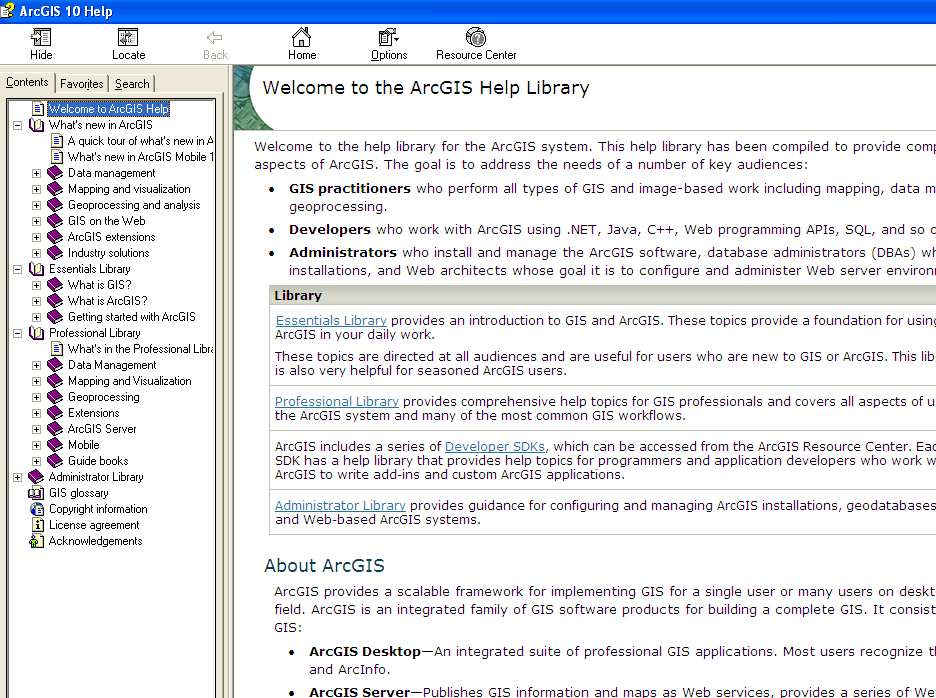 ArcGIS 10 Help
Hide Locate Back Home Options Resource Center
Contents Favorites Search
Welcome to ArcGIS Help
What's new in ArcGIS
A quick tour of what's new in A
What's new in ArcGIS Mobile 1
Data management
Mapping and visualization
Geoprocessing and analysis
GIS on the Web
ArcGIS extensions
Industry solutions
Essentials Library
What is GIS?
What is ArcGIS?
Getting started with ArcGIS
Professional Library
What's in the Professional Libra
Data Management
Mapping and Visualization
Geoprocessing
Extensions
ArcGIS Server
Mobile
Guide books
Administrator Library
GIS glossary
Copyright information
License agreement
Acknowledgements
Welcome to the ArcGIS Help Library
Welcome to the help library for the ArcGIS system. This help library has been compiled to provide comp
aspects of ArcGIS. The goal is to address the needs of a number of key audiences:
• GIS practitioners who perform all types of GIS and image-based work including mapping, data m
geoprocessing.
• Developers who work with ArcGIS using .NET, Java, C++, Web programming APIs, SQL, and so o
• Administrators who install and manage the ArcGIS software, database administrators (DBAs) wh
installations, and Web architects whose goal it is to configure and administer Web server environ
Library
Essentials Library provides an introduction to GIS and ArcGIS. These topics provide a foundation for using
ArcGIS in your daily work.
These topics are directed at all audiences and are useful for users who are new to GIS or ArcGIS. This lib
is also very helpful for seasoned ArcGIS users.
Professional Library provides comprehensive help topics for GIS professionals and covers all aspects of u
the ArcGIS system and many of the most common GIS workflows.
ArcGIS includes a series of Developer SDKs, which can be accessed from the ArcGIS Resource Center. Eac
SDK has a help library that provides help topics for programmers and application developers who work w
ArcGIS to write add-ins and custom ArcGIS applications.
Administrator Library provides guidance for configuring and managing ArcGIS installations, geodatabases
and Web-based ArcGIS systems.
About ArcGIS
ArcGIS provides a scalable framework for implementing GIS for a single user or many users on deskt
field. ArcGIS is an integrated family of GIS software products for building a complete GIS. It consist
GIS:
• ArcGIS Desktop—An integrated suite of professional GIS applications. Most users recognize th
and ArcInfo.
• ArcGIS Server—Publishes GIS information and maps as Web services, provides a series of We